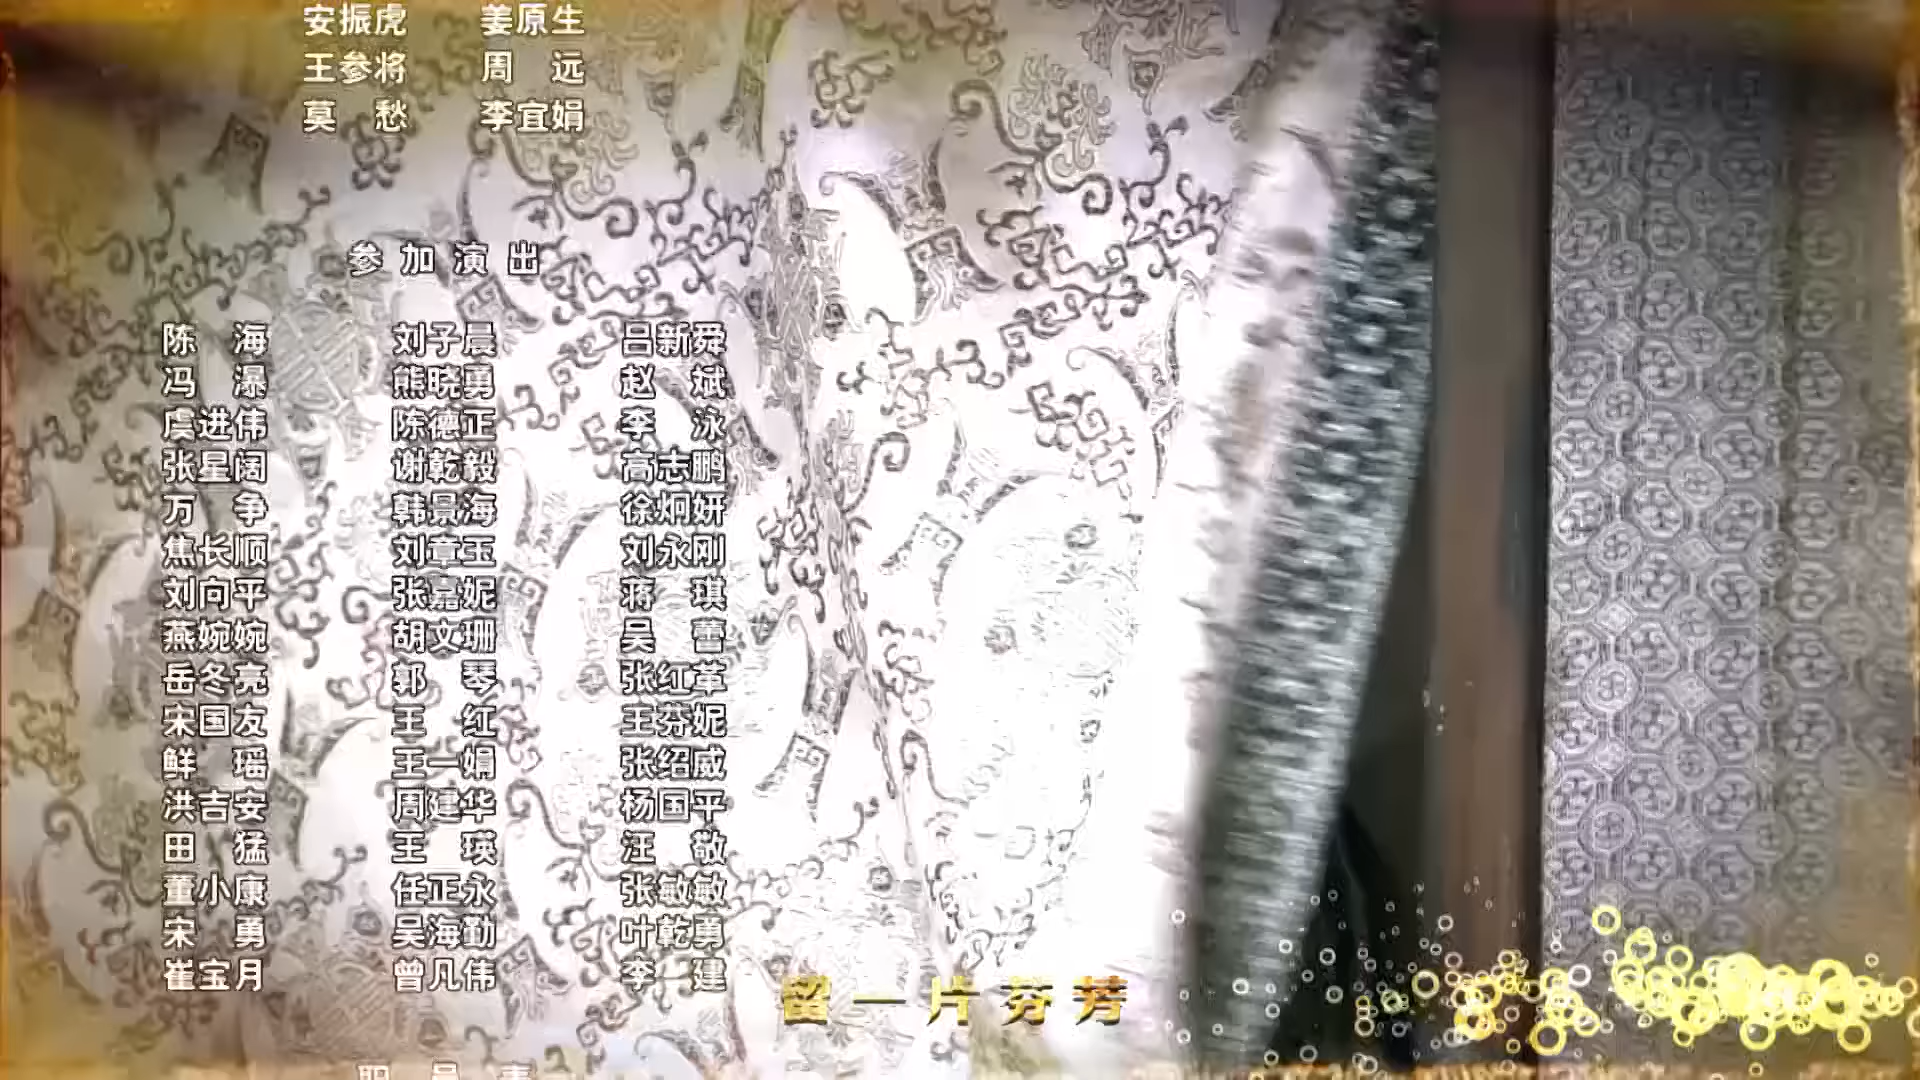 安振虎 姜原生
王参将 周远
莫愁 李宜娟
参加演出
陈海 刘子晨 吕新舜
冯瀑 熊晓勇 赵斌
虞进伟 陈德正 李泳
张星阔 谢乾毅 高志鹏
万争 韩景海 徐炯妍
焦长顺 刘章玉 刘永刚
刘向平 张嘉妮 蒋琪
燕婉婉 胡文珊 吴蕾
岳冬亮 郭琴 张红革
宋国友 王红 王芬妮
鲜瑶 王一娟 张绍威
洪吉安 周建华 杨国平
田猛 王瑛 汪敬
董小康 任正永 张敏敏
宋勇 吴海勤 叶乾勇
崔宝月 曾凡伟 李建
留一片芬芳
职员表